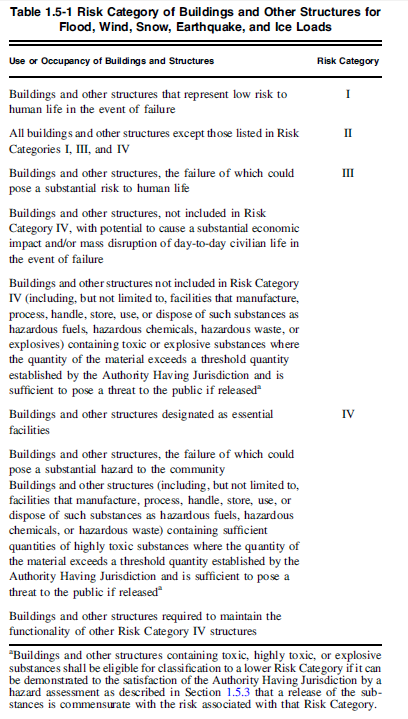 Table 1.5-1 Risk Category of Buildings and Other Structures for
Flood, Wind, Snow, Earthquake, and Ice Loads
Use or Occupancy of Buildings and Structures Risk Category
Buildings and other structures that represent low risk to I
human life in the event of failure
All buildings and other structures except those listed in Risk II
Categories I, III, and IV
Buildings and other structures, the failure of which could III
pose a substantial risk to human life
Buildings and other structures, not included in Risk
Category IV, with potential to cause a substantial economic
impact and/or mass disruption of day-to-day civilian life in
the event of failure
Buildings and other structures not included in Risk Category
IV (including, but not limited to, facilities that manufacture,
process, handle, store, use, or dispose of such substances as
hazardous fuels, hazardous chemicals, hazardous waste, or
explosives) containing toxic or explosive substances where
the quantity of the material exceeds a threshold quantity
established by the Authority Having Jurisdiction and is
sufficient to pose a threat to the public if releasedᵃ
Buildings and other structures designated as essential IV
facilities
Buildings and other structures, the failure of which could
pose a substantial hazard to the community
Buildings and other structures (including, but not limited to,
facilities that manufacture, process, handle, store, use, or
dispose of such substances as hazardous fuels, hazardous
chemicals, or hazardous waste) containing sufficient
quantities of highly toxic substances where the quantity of
the material exceeds a threshold quantity established by the
Authority Having Jurisdiction and is sufficient to pose a
threat to the public if releasedᵃ
Buildings and other structures required to maintain the
functionality of other Risk Category IV structures
ᵃBuildings and other structures containing toxic, highly toxic, or explosive
substances shall be eligible for classification to a lower Risk Category if it can
be demonstrated to the satisfaction of the Authority Having Jurisdiction by a
hazard assessment as described in Section 1.5.3 that a release of the sub-
stances is commensurate with the risk associated with that Risk Category.